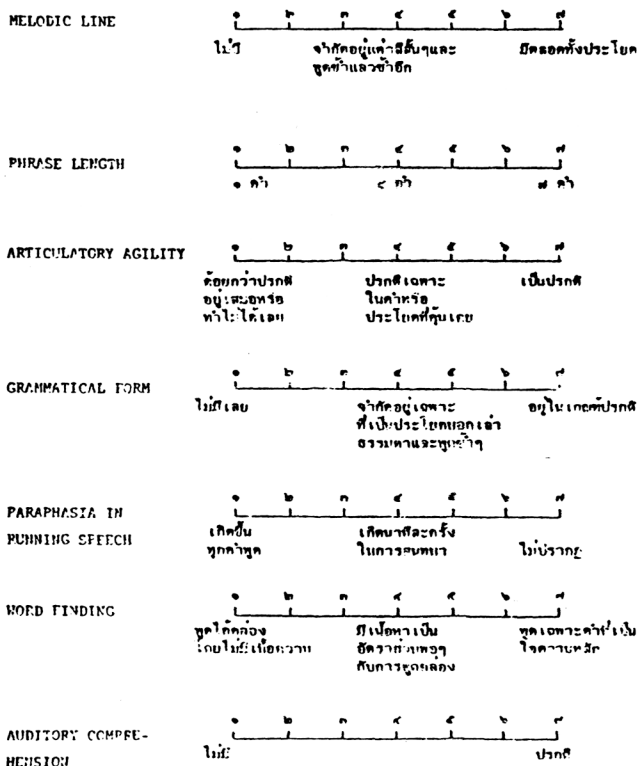 MELODIC LINE
๑ ๒ ๓ ๔ ๕ ๖ ๗
ไม่มี จำกัดอยู่แค่วลีสั้นๆและ มีตลอดทั้งประโยค
พูดซ้ำแล้วซ้ำอีก
PHRASE LENGTH
๑ ๒ ๓ ๔ ๕ ๖ ๗
๑ คำ ๔ คำ ๗ คำ
ARTICULATORY AGILITY
๑ ๒ ๓ ๔ ๕ ๖ ๗
ด้อยกว่าปรกติ ปรกติเฉพาะ เป็นปรกติ
อยู่เสมอหรือ ในคำหรือ
ทำไม่ได้เลย ประโยคที่คุ้นเคย
GRAMMATICAL FORM
๑ ๒ ๓ ๔ ๕ ๖ ๗
ไม่มีเลย จำกัดอยู่เฉพาะ อยู่ในเกณฑ์ปรกติ
ที่เป็นประโยคบอกเล่า
ธรรมดาและพูดซ้ำๆ
PARAPHASIA IN
RUNNING SPEECH
๑ ๒ ๓ ๔ ๕ ๖ ๗
เกิดขึ้น เกิดนาทีละครั้ง
ทุกคำพูด ในการสนทนา ไม่ปรากฏ
WORD FINDING
๑ ๒ ๓ ๔ ๕ ๖ ๗
พูดได้คล่อง มีเนื้อหาเป็น พูดเฉพาะคำที่เป็น
โดยไม่มีเนื้อความ อัตราส่วนพอๆ ใจความหลัก
กับการพูดคล่อง
AUDITORY COMPRE-
HENSION
๑ ๒ ๓ ๔ ๕ ๖ ๗
ไม่มี ปรกติ